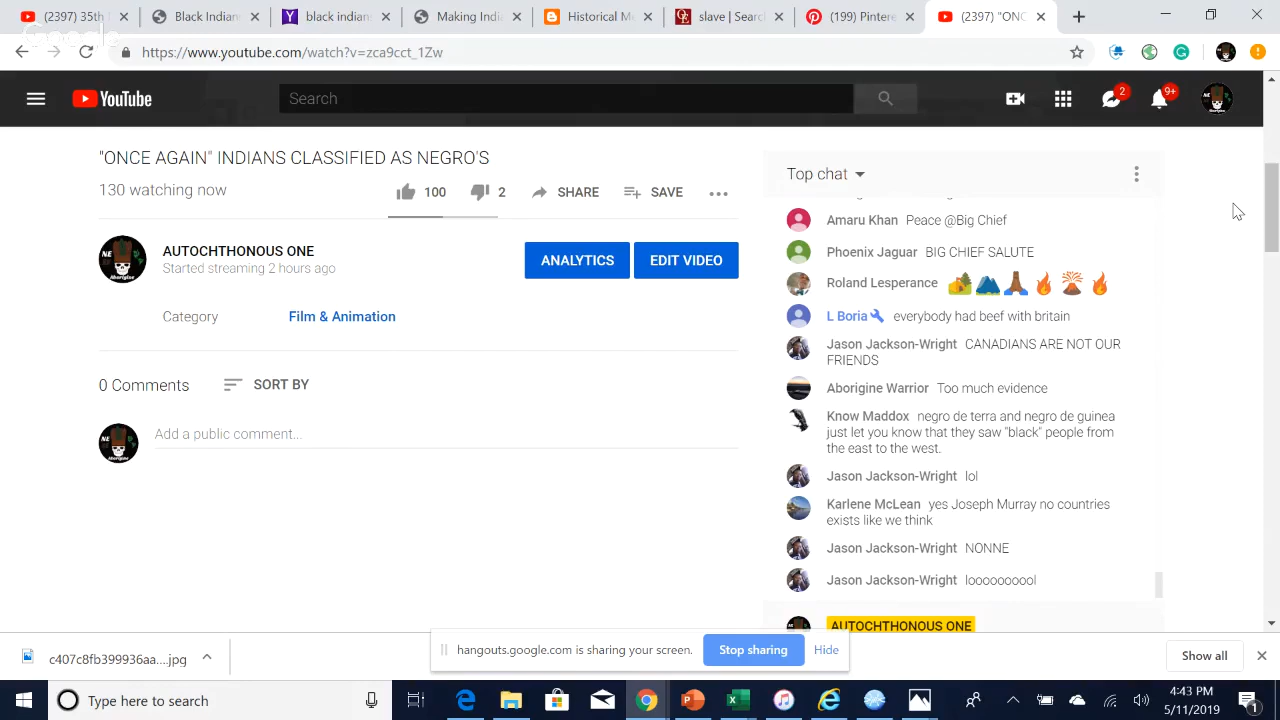 (2397) th
Black Indian
black indians
Making Indi
Historical M
slave | Searc
(199) Pintere
(2397) "ONC
https://www.youtube.com/watch?v=zca9cct_1Zw
YouTube
Search
2
9+
"ONCE AGAIN" INDIANS CLASSIFIED AS NEGRO'S
130 watching now
100
2
SHARE
SAVE
AUTOCHTHONOUS ONE
Started streaming 2 hours ago
ANALYTICS
EDIT VIDEO
Category
Film & Animation
0 Comments
SORT BY
Add a public comment...
Top chat
Amaru Khan Peace @Big Chief
Phoenix Jaguar BIG CHIEF SALUTE
Roland Lesperance
L Boria everybody had beef with britain
Jason Jackson-Wright CANADIANS ARE NOT OUR
FRIENDS
Aborigine Warrior Too much evidence
Know Maddox negro de terra and negro de guinea
just let you know that they saw "black" people from
the east to the west.
Jason Jackson-Wright lol
Karlene McLean yes Joseph Murray no countries
exists like we think
Jason Jackson-Wright NONNE
Jason Jackson-Wright loooooooool
AUTOCHTHONOUS ONE
c407c8fb399936aa....jpg
hangouts.google.com is sharing your screen.
Stop sharing
Hide
Show all
Type here to search
4:43 PM
5/11/2019
1